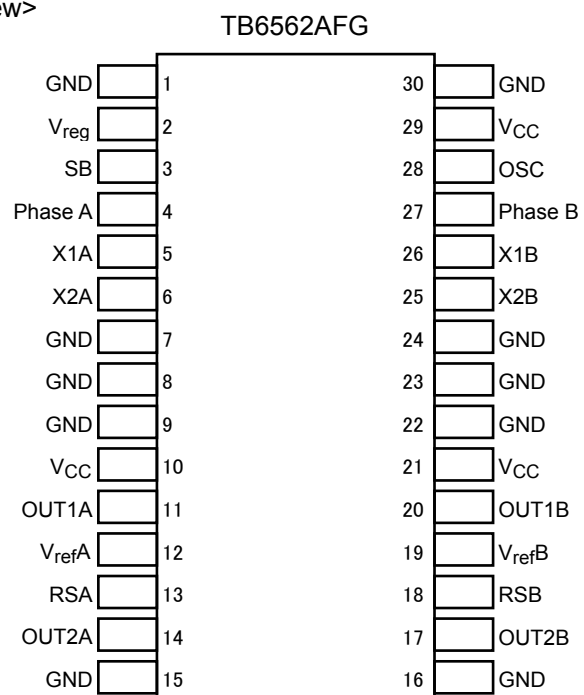 ew>
TB6562AFG
GND 1 30 GND
Vreg 2 29 VCC
SB 3 28 OSC
Phase A 4 27 Phase B
X1A 5 26 X1B
X2A 6 25 X2B
GND 7 24 GND
GND 8 23 GND
GND 9 22 GND
VCC 10 21 VCC
OUT1A 11 20 OUT1B
VrefA 12 19 VrefB
RSA 13 18 RSB
OUT2A 14 17 OUT2B
GND 15 16 GND